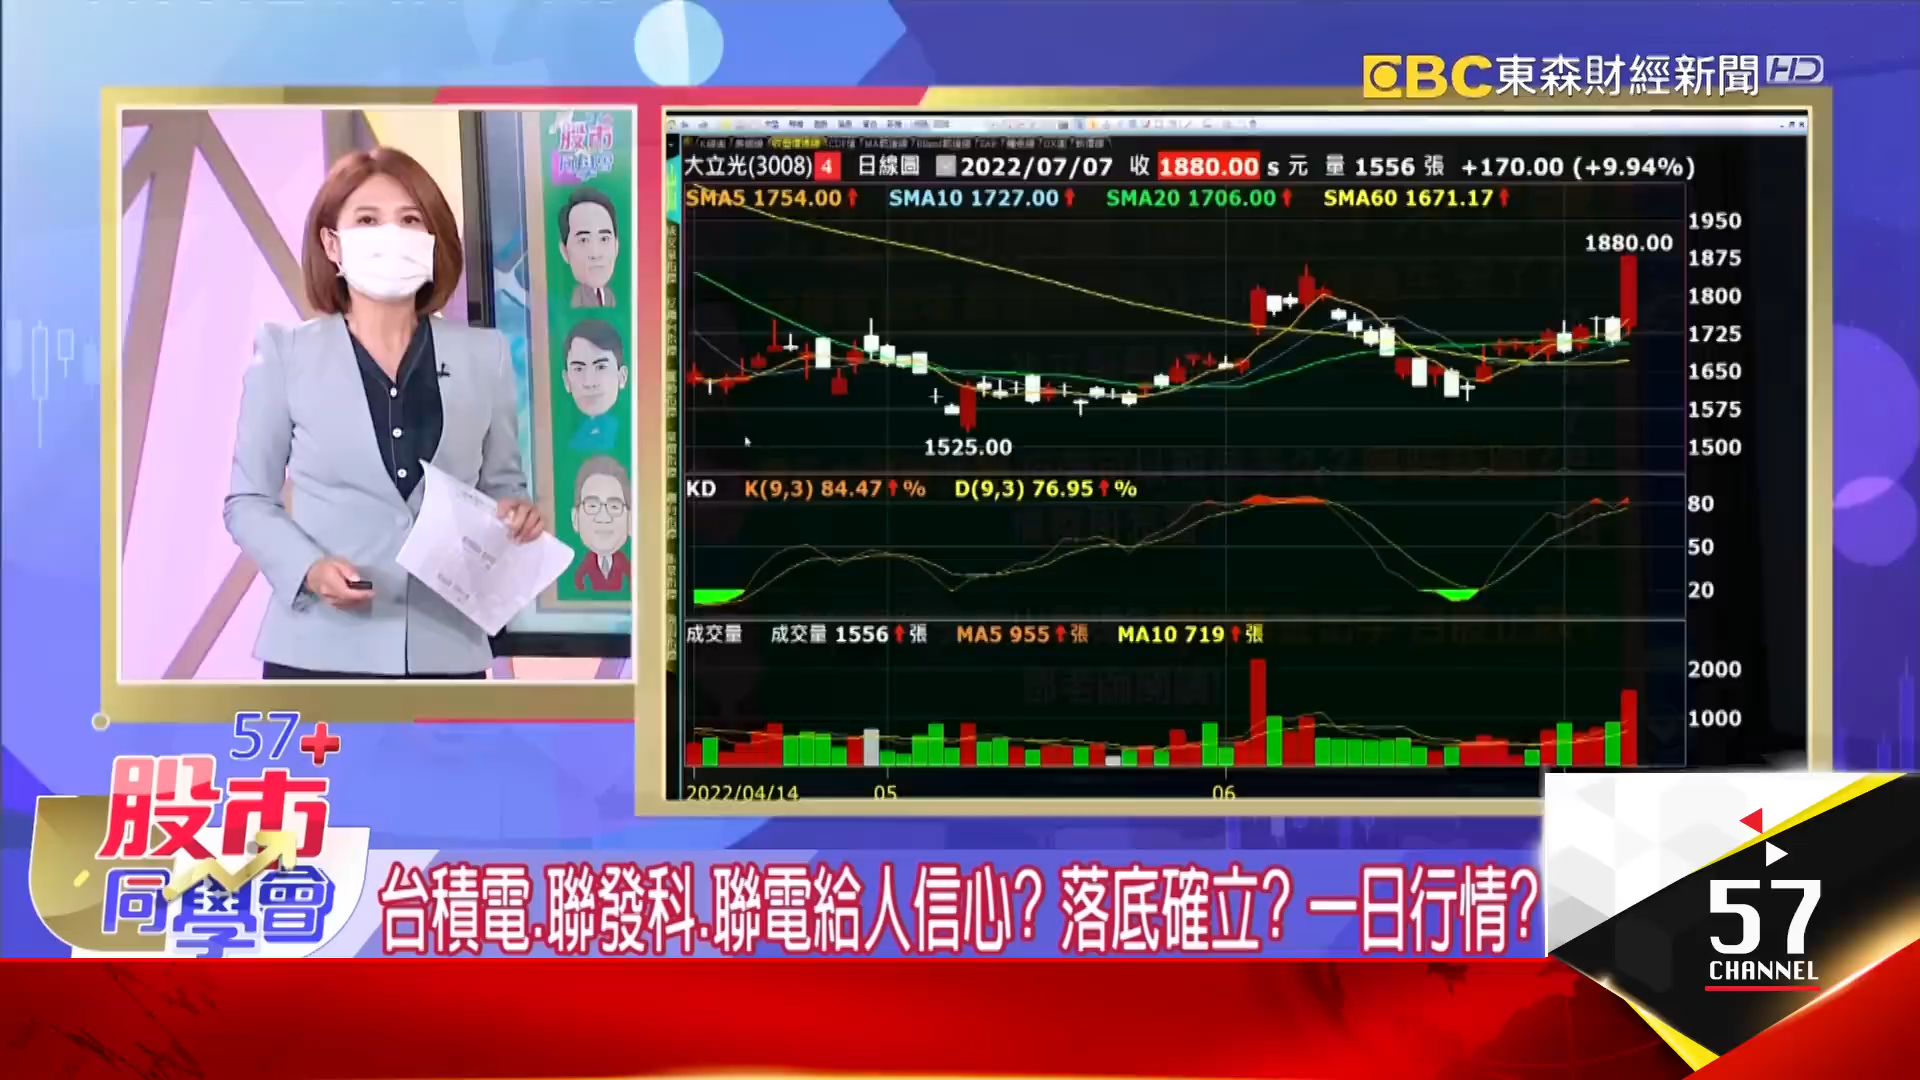 EBC東森財經新聞HD
股市
同學會
大立光(3008) 4 日線圖 2022/07/07 收 1880.00 s 元 量 1556 張 +170.00 (+9.94%)
SMA5 1754.00↑ SMA10 1727.00↑ SMA20 1706.00↑ SMA60 1671.17↑
1950
1880.00
1875
1800
1725
1650
1575
1525.00
1500
KD K(9,3) 84.47↑% D(9,3) 76.95↑%
80
50
20
成交量 成交量 1556↑張 MA5 955↑張 MA10 719↑張
2000
1000
2022/04/14 05 06
57+
股市
同學會
台積電.聯發科.聯電給人信心? 落底確立? 一日行情?
57
CHANNEL